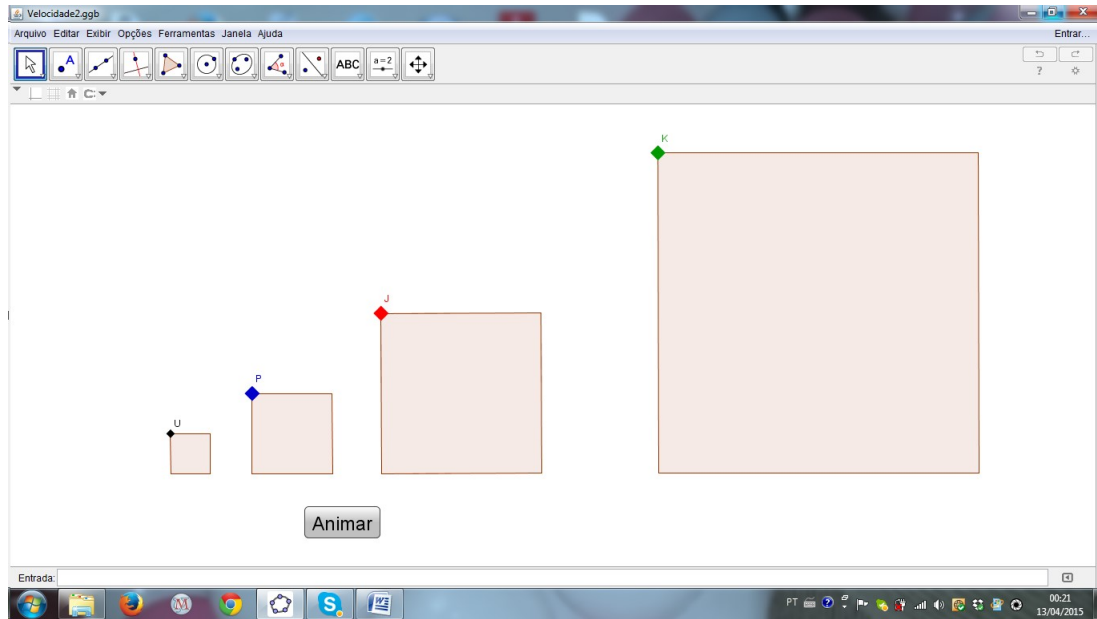 Velocidade2.ggb
Arquivo Editar Exibir Opções Ferramentas Janela Ajuda
Entrar...
A
ABC
a=2
?
C:
K
J
P
U
Animar
Entrada:
PT
00:21
13/04/2015